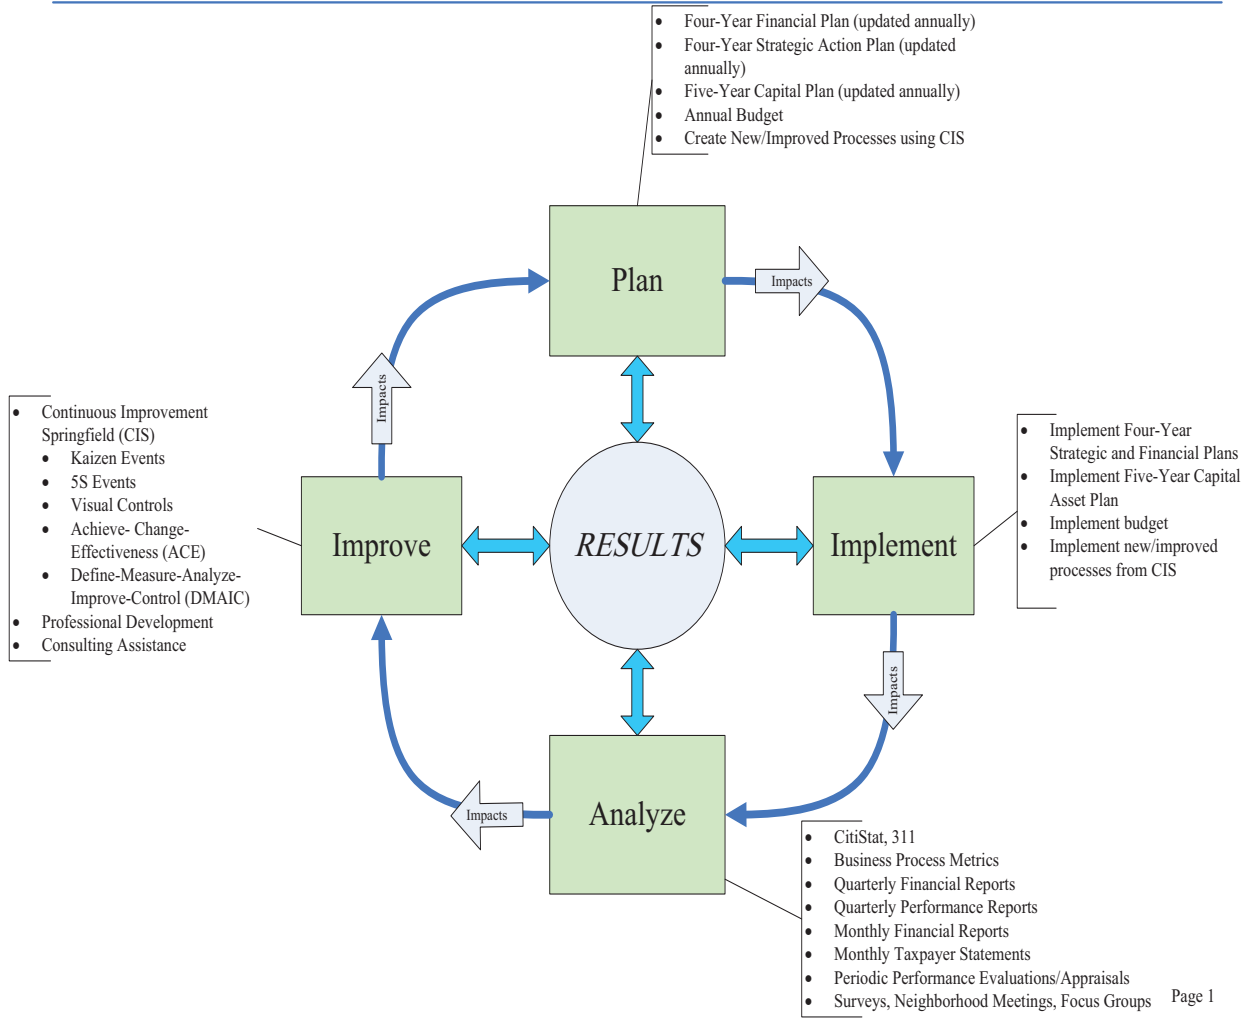 • Four-Year Financial Plan (updated annually)
• Four-Year Strategic Action Plan (updated
annually)
• Five-Year Capital Plan (updated annually)
• Annual Budget
• Create New/Improved Processes using CIS
Plan
Impacts
Impacts
• Continuous Improvement
Springfield (CIS)
• Kaizen Events
• 5S Events
• Visual Controls
• Achieve- Change-
Effectiveness (ACE)
• Define-Measure-Analyze-
Improve-Control (DMAIC)
• Professional Development
• Consulting Assistance
Improve
RESULTS
Implement
• Implement Four-Year
Strategic and Financial Plans
• Implement Five-Year Capital
Asset Plan
• Implement budget
• Implement new/improved
processes from CIS
Impacts
Impacts
Analyze
• CitiStat, 311
• Business Process Metrics
• Quarterly Financial Reports
• Quarterly Performance Reports
• Monthly Financial Reports
• Monthly Taxpayer Statements
• Periodic Performance Evaluations/Appraisals
• Surveys, Neighborhood Meetings, Focus Groups
Page 1